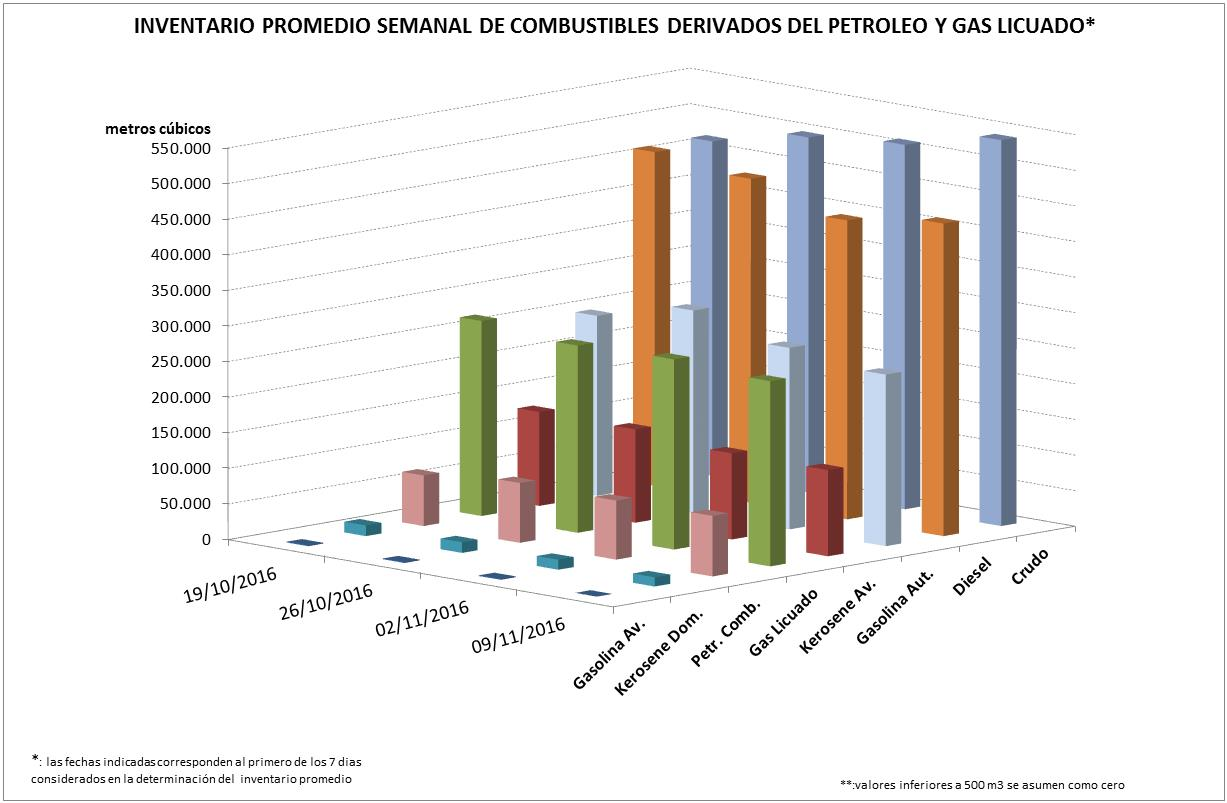 INVENTARIO PROMEDIO SEMANAL DE COMBUSTIBLES DERIVADOS DEL PETROLEO Y GAS LICUADO*
metros cúbicos
550.000
500.000
450.000
400.000
350.000
300.000
250.000
200.000
150.000
100.000
50.000
0
19/10/2016
26/10/2016
02/11/2016
09/11/2016
Gasolina Av.
Kerosene Dom.
Petr. Comb.
Gas Licuado
Kerosene Av.
Gasolina Aut.
Diesel
Crudo
*: las fechas indicadas corresponden al primero de los 7 dias
considerados en la determinación del inventario promedio
**:valores inferiores a 500 m3 se asumen como cero